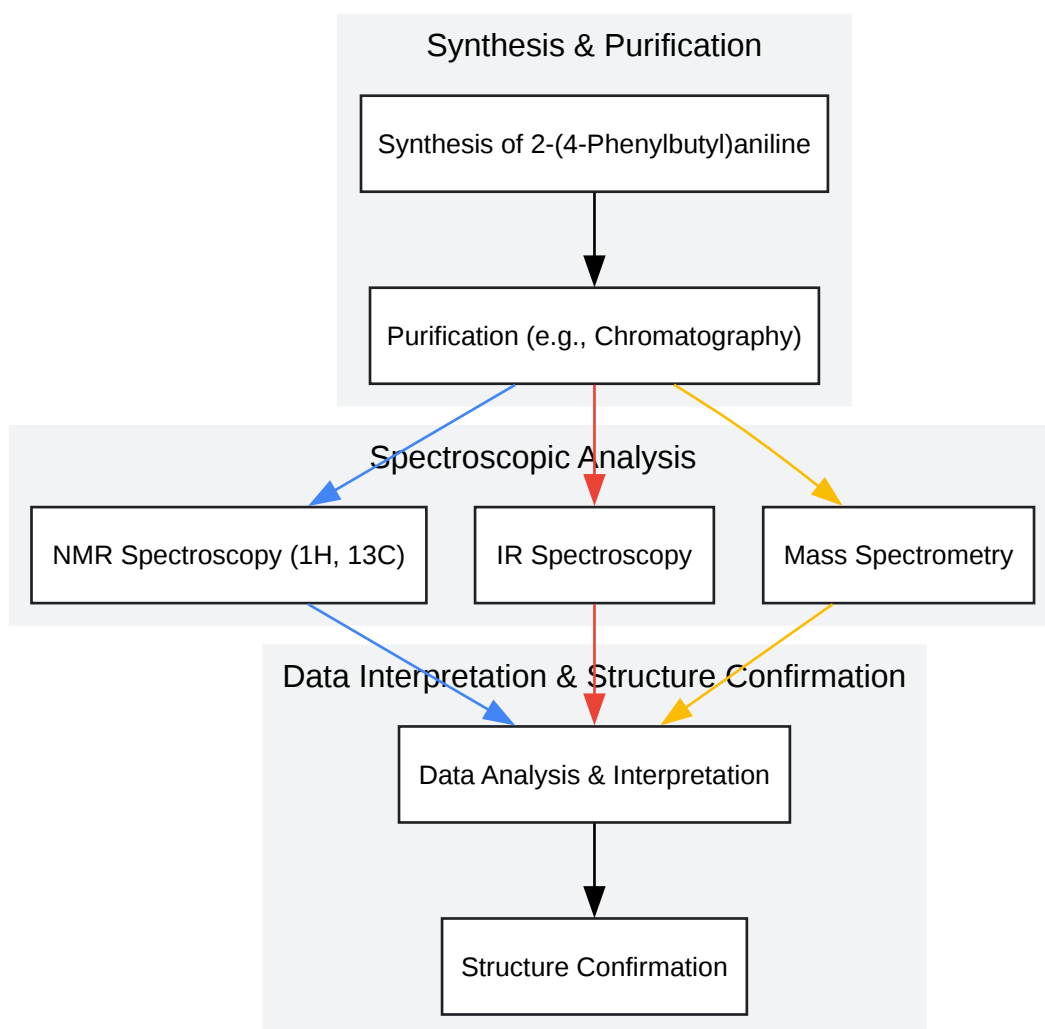 Synthesis & Purification
Synthesis of 2-(4-Phenylbutyl)aniline
Purification (e.g., Chromatography)
Spectroscopic Analysis
NMR Spectroscopy (1H, 13C)
IR Spectroscopy
Mass Spectrometry
Data Interpretation & Structure Confirmation
Data Analysis & Interpretation
Structure Confirmation